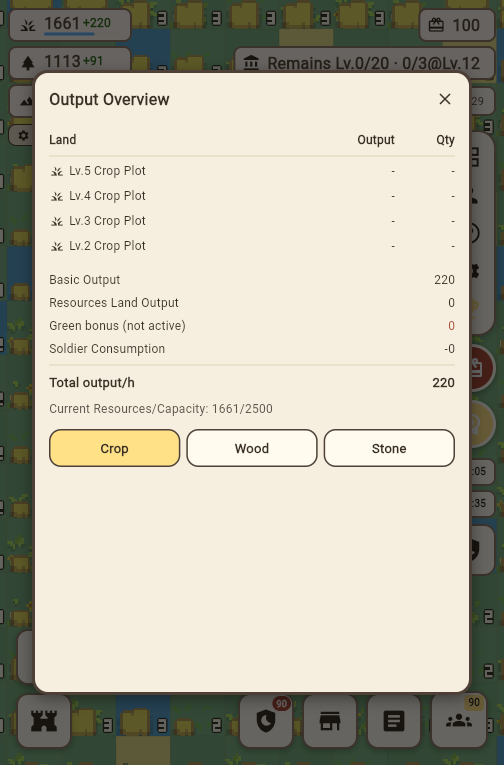 1661 +220
100
1113 +91
Remains Lv.0/20 · 0/3@Lv.12
Output Overview
29
Land Output Qty
Lv.5 Crop Plot - -
Lv.4 Crop Plot - -
Lv.3 Crop Plot - -
Lv.2 Crop Plot - -
Basic Output 220
Resources Land Output 0
Green bonus (not active) 0
Soldier Consumption -0
Total output/h 220
Current Resources/Capacity: 1661/2500
Crop Wood Stone
:05
:35
90
90